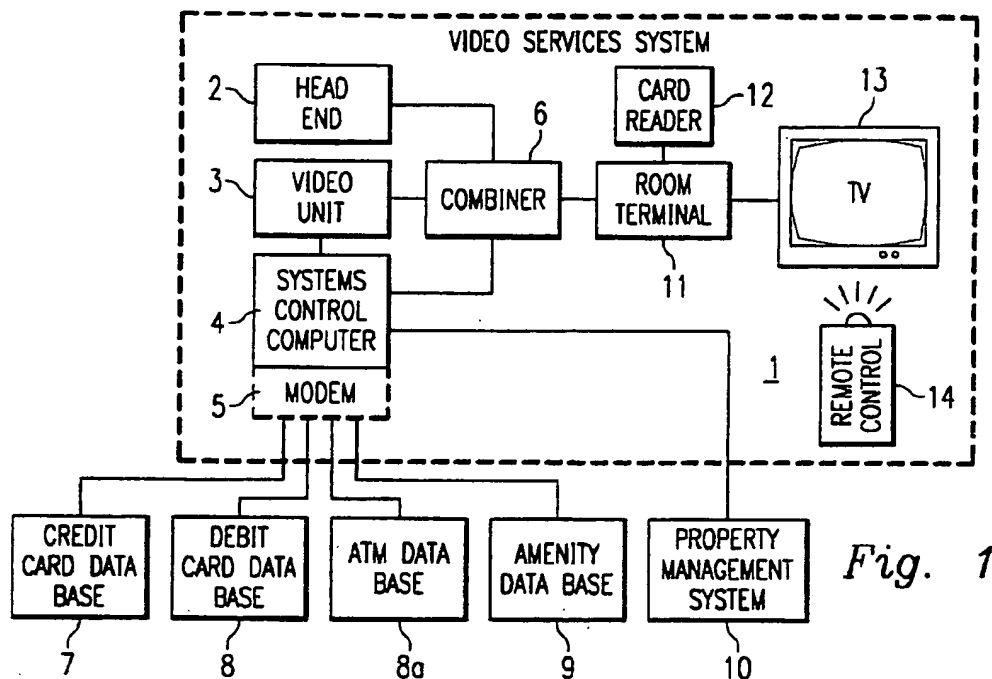 VIDEO SERVICES SYSTEM
2
HEAD
END
6
CARD
READER
12
13
3
VIDEO
UNIT
COMBINER
ROOM
TERMINAL
11
TV
4
SYSTEMS
CONTROL
COMPUTER
5
MODEM
1
REMOTE
CONTROL
14
CREDIT
CARD DATA
BASE
7
DEBIT
CARD DATA
BASE
8
ATM DATA
BASE
8a
AMENITY
DATA BASE
9
PROPERTY
MANAGEMENT
SYSTEM
10
Fig. 1